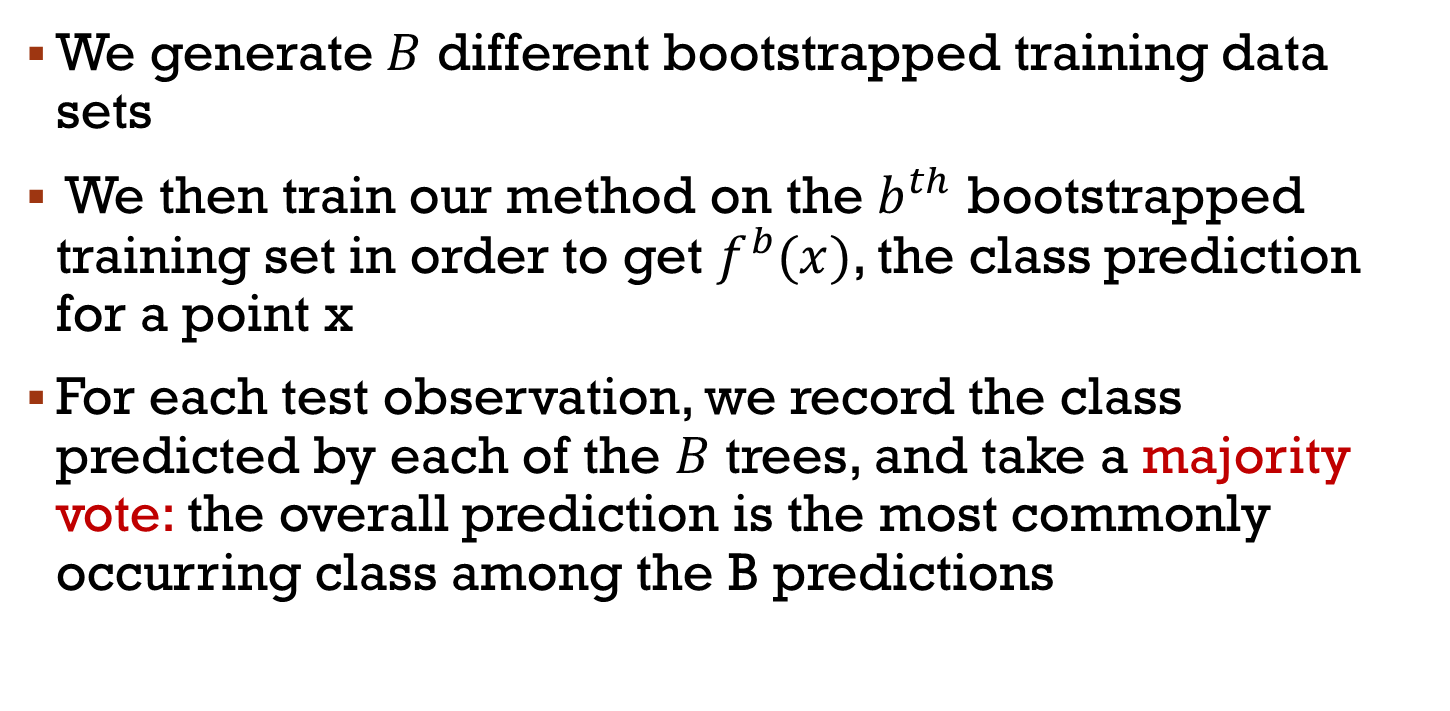 ▪ We generate 𝐵 different bootstrapped training data
sets
▪ We then train our method on the 𝑏ᵗʰ bootstrapped
training set in order to get 𝑓ᵇ(𝑥), the class prediction
for a point x
▪ For each test observation, we record the class
predicted by each of the 𝐵 trees, and take a majority
vote: the overall prediction is the most commonly
occurring class among the B predictions